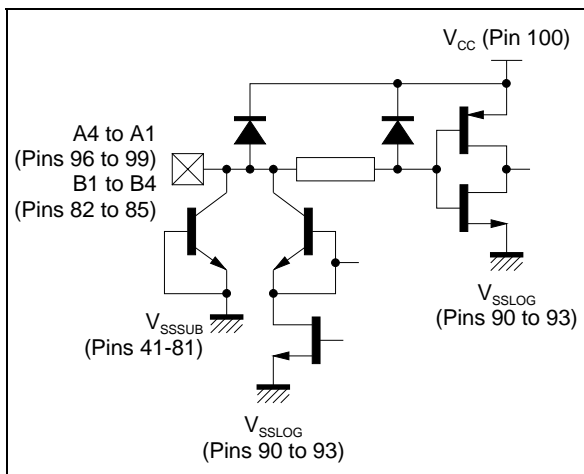 V_CC (Pin 100)
A4 to A1
(Pins 96 to 99)
B1 to B4
(Pins 82 to 85)
V_SSSUB
(Pins 41-81)
V_SSLOG
(Pins 90 to 93)
V_SSLOG
(Pins 90 to 93)